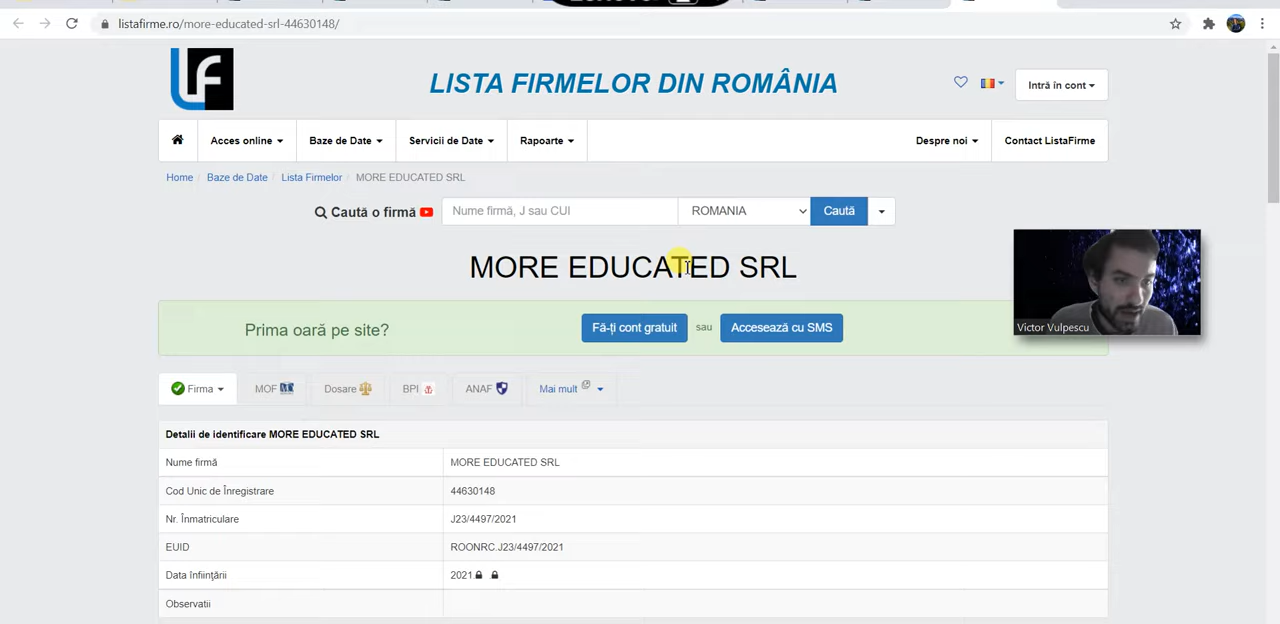 listafirme.ro/more-educated-srl-44630148/
LF
LISTA FIRMELOR DIN ROMÂNIA
Intră în cont
Acces online
Baze de Date
Servicii de Date
Rapoarte
Despre noi
Contact ListaFirme
Home / Baze de Date / Lista Firmelor / MORE EDUCATED SRL
Caută o firmă
Nume firmă, J sau CUI
ROMANIA
Caută
MORE EDUCATED SRL
Prima oară pe site?
Fă-ți cont gratuit
sau
Accesează cu SMS
Victor Vulpescu
Firma
MOF
Dosare
BPI
ANAF
Mai mult
Detalii de identificare MORE EDUCATED SRL
Nume firmă MORE EDUCATED SRL
Cod Unic de Înregistrare 44630148
Nr. Înmatriculare J23/4497/2021
EUID ROONRC.J23/4497/2021
Data înfiinţării 2021
Observatii